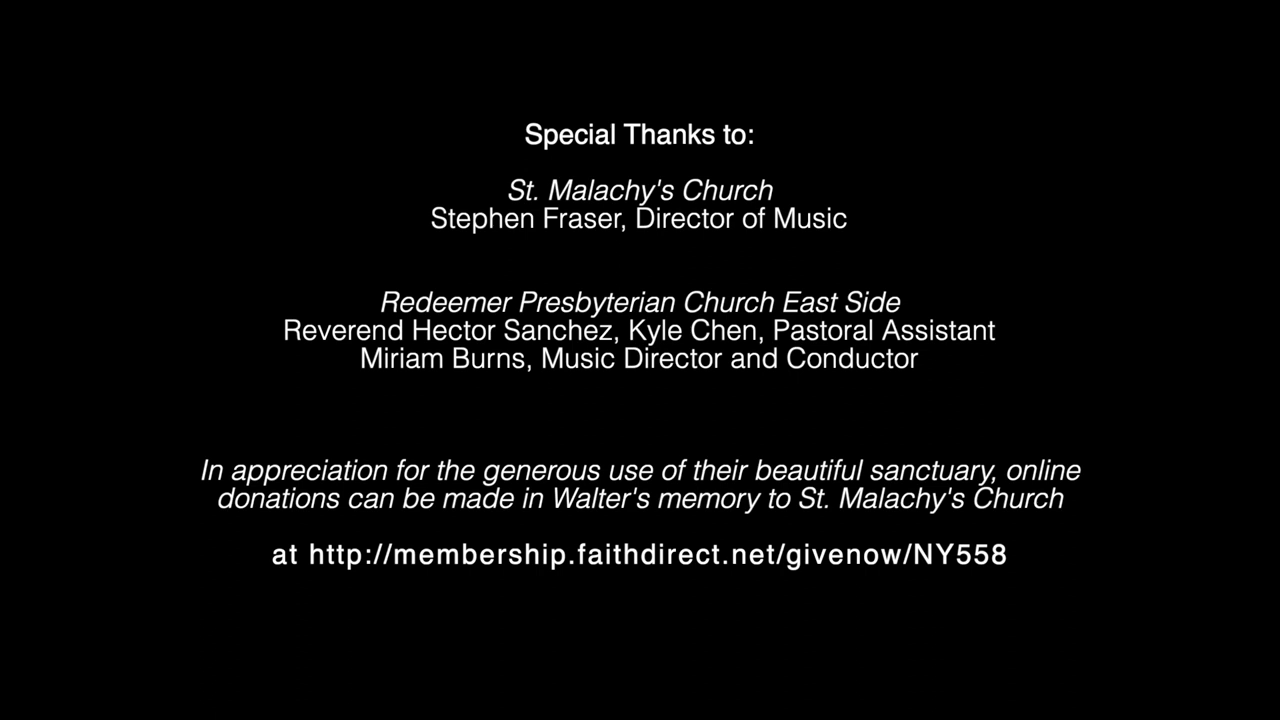 Special Thanks to:
St. Malachy's Church
Stephen Fraser, Director of Music
Redeemer Presbyterian Church East Side
Reverend Hector Sanchez, Kyle Chen, Pastoral Assistant
Miriam Burns, Music Director and Conductor
In appreciation for the generous use of their beautiful sanctuary, online
donations can be made in Walter's memory to St. Malachy's Church
at http://membership.faithdirect.net/givenow/NY558